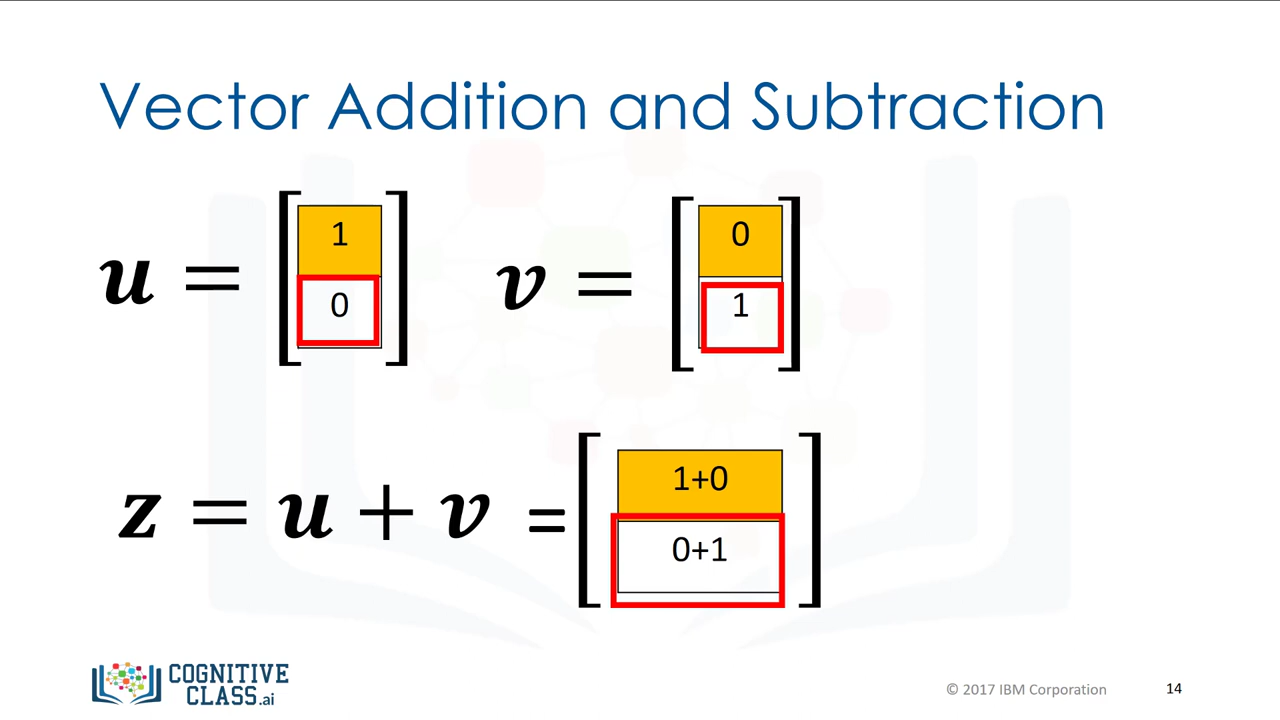 Vector Addition and Subtraction
u = [ 1 ] v = [ 0 ]
0 1
z = u + v = [ 1+0 ]
0+1
COGNITIVE
CLASS.ai
© 2017 IBM Corporation 14